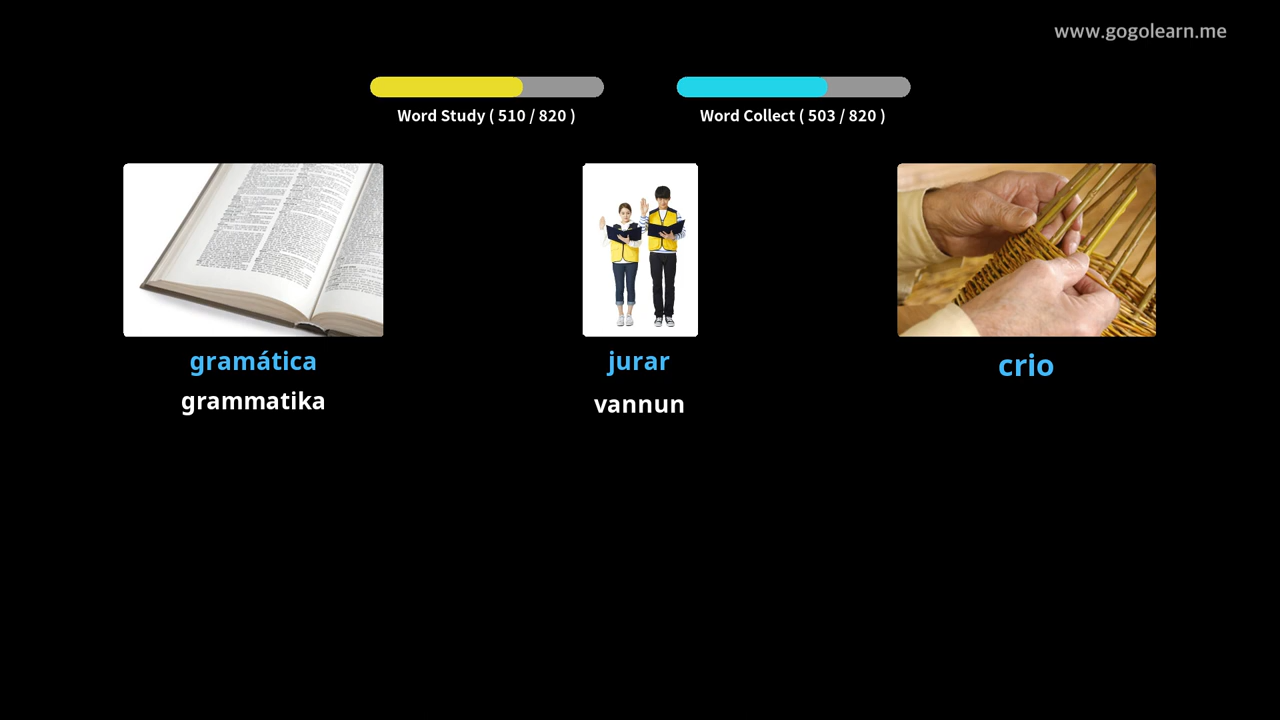 www.gogolearn.me
Word Study ( 510 / 820 )
Word Collect ( 503 / 820 )
gramática
jurar
crio
grammatika
vannun